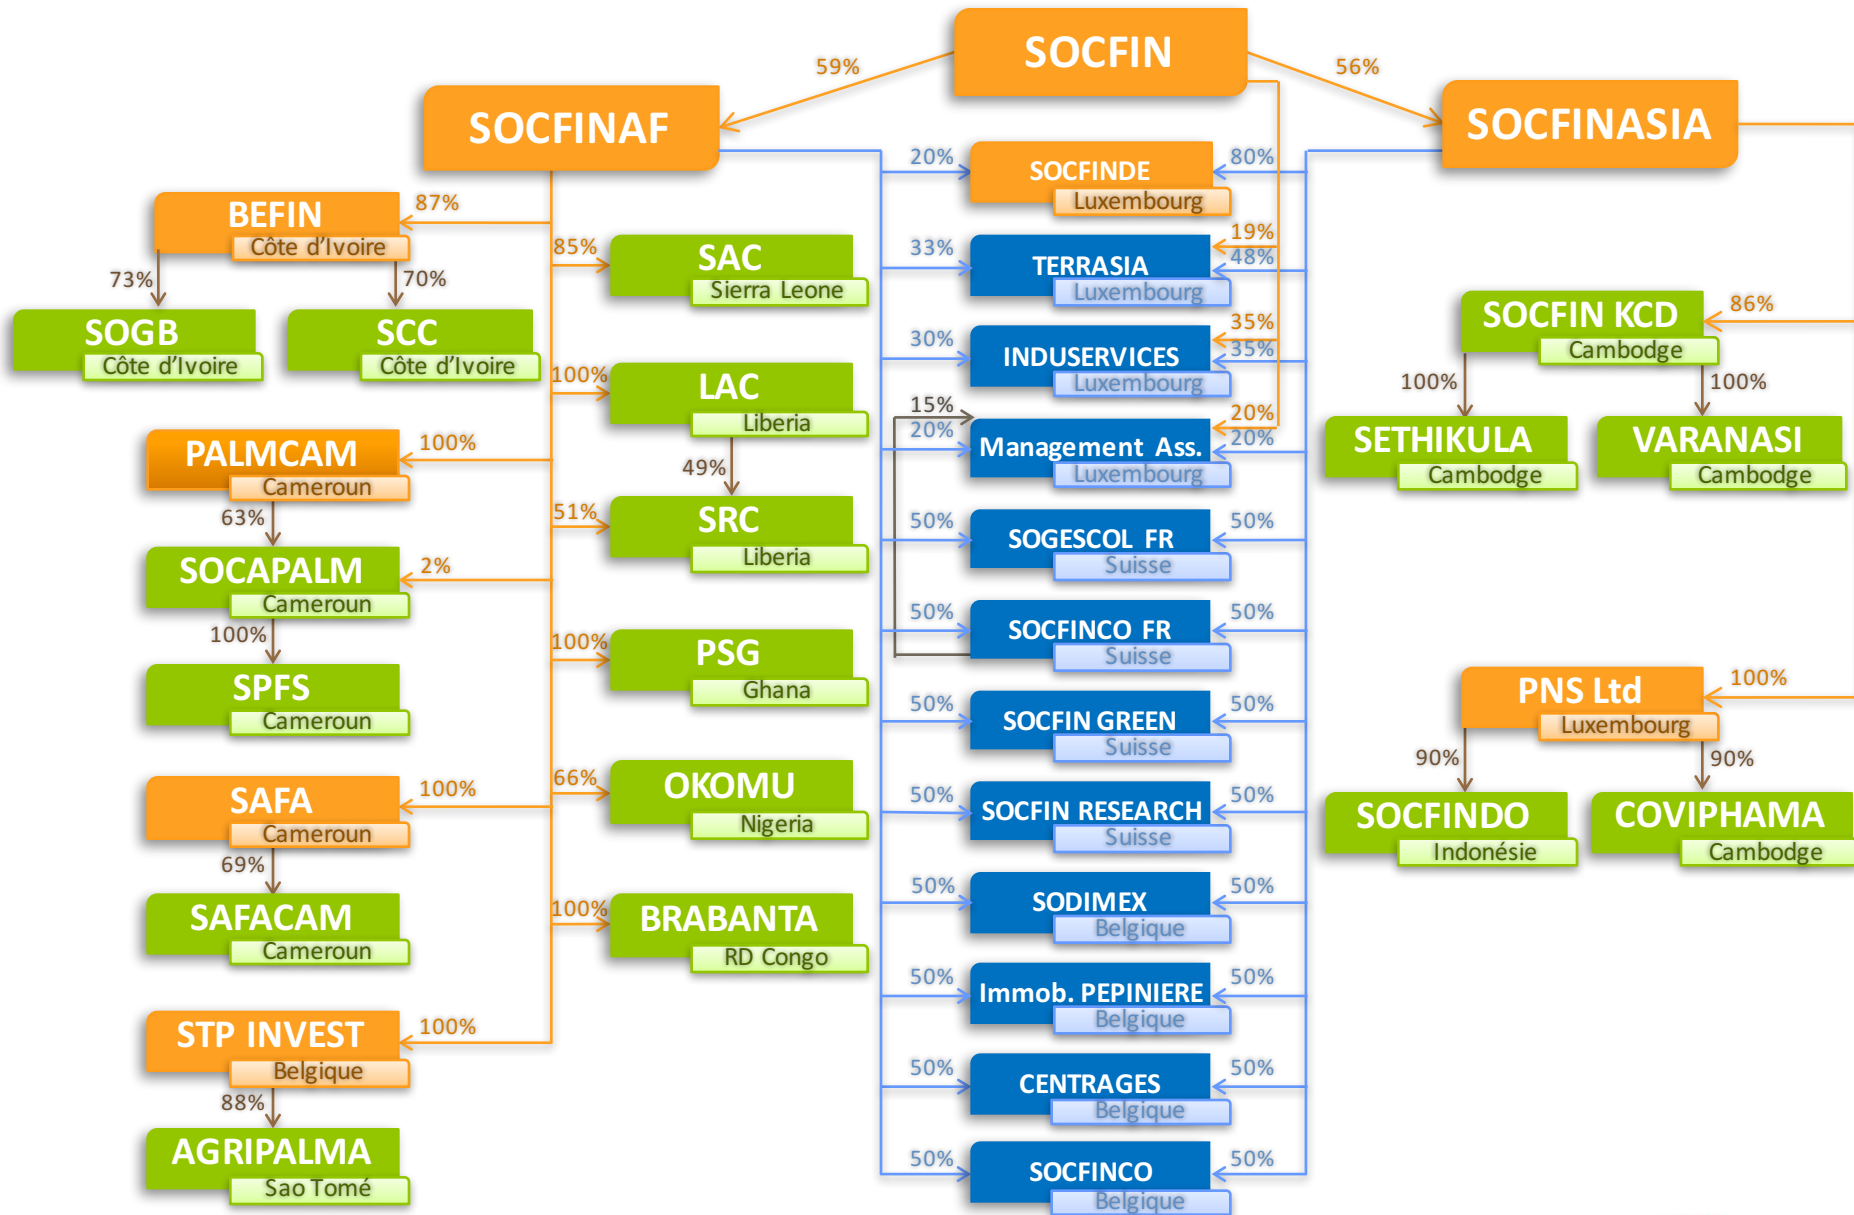 SOCFIN
59%
56%
SOCFINAF
SOCFINASIA
BEFIN
Côte d'Ivoire
87%
73%
70%
SOGB
Côte d'Ivoire
SCC
Côte d'Ivoire
PALMCAM
Cameroun
100%
63%
SOCAPALM
Cameroun
2%
100%
SPFS
Cameroun
SAFA
Cameroun
100%
69%
SAFACAM
Cameroun
STP INVEST
Belgique
100%
88%
AGRIPALMA
Sao Tomé
85%
SAC
Sierra Leone
100%
LAC
Liberia
49%
51%
SRC
Liberia
100%
PSG
Ghana
66%
OKOMU
Nigeria
100%
BRABANTA
RD Congo
20%
SOCFINDE
Luxembourg
80%
33%
TERRASIA
Luxembourg
19%
48%
30%
INDUSERVICES
Luxembourg
35%
35%
15%
20%
Management Ass.
Luxembourg
20%
20%
50%
SOGESCOL FR
Suisse
50%
50%
SOCFINCO FR
Suisse
50%
50%
SOCFIN GREEN
Suisse
50%
50%
SOCFIN RESEARCH
Suisse
50%
50%
SODIMEX
Belgique
50%
50%
Immob. PEPINIERE
Belgique
50%
50%
CENTRAGES
Belgique
50%
50%
SOCFINCO
Belgique
50%
SOCFIN KCD
Cambodge
86%
100%
100%
SETHIKULA
Cambodge
VARANASI
Cambodge
PNS Ltd
Luxembourg
100%
90%
90%
SOCFINDO
Indonésie
COVIPHAMA
Cambodge